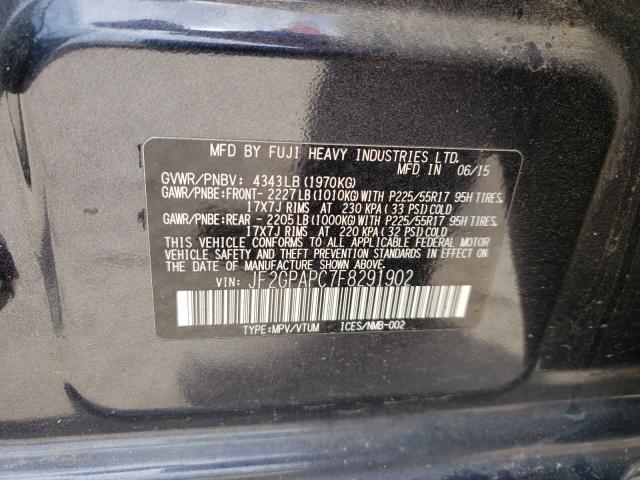 MFD BY FUJI HEAVY INDUSTRIES LTD.
MFD IN 06/15
GVWR/PNBV: 4343LB (1970KG)
GAWR/PNBE:FRONT- 2227LB (1010KG) WITH P225/55R17 95H TIRES,
17X7J RIMS AT 230 KPA (33 PSI) COLD
GAWR/PNBE:REAR - 2205LB (1000KG) WITH P225/55R17 95H TIRES,
17X7J RIMS AT 220 KPA (32 PSI) COLD
THIS VEHICLE CONFORMS TO ALL APPLICABLE FEDERAL MOTOR
VEHICLE SAFETY AND THEFT PREVENTION STANDARDS IN EFFECT ON
THE DATE OF MANUFACTURE SHOWN ABOVE.
VIN: JF2GPAPC7F8291902
TYPE:MPV/VTUM ICES/NMB-002